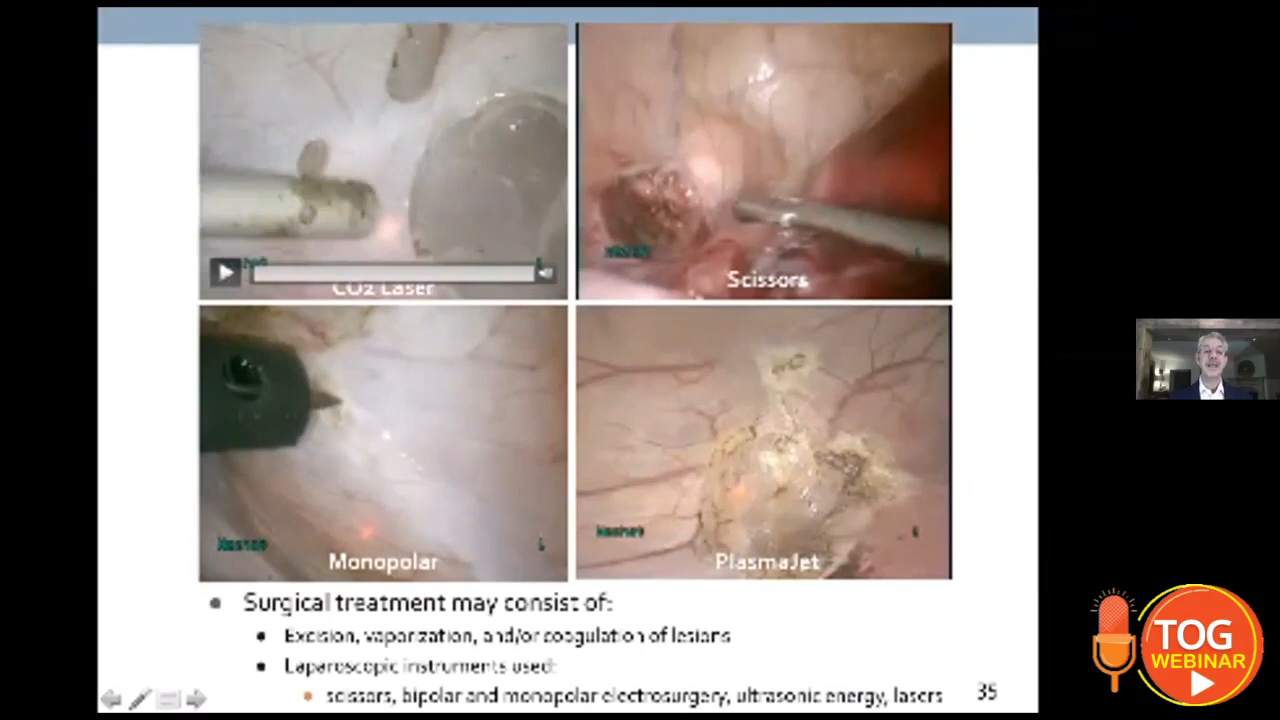 CO2 Laser
Scissors
Monopolar
PlasmaJet
Surgical treatment may consist of:
Excision, vaporization, and/or coagulation of lesions
Laparoscopic instruments used:
scissors, bipolar and monopolar electrosurgery, ultrasonic energy, lasers
35
TOG
WEBINAR